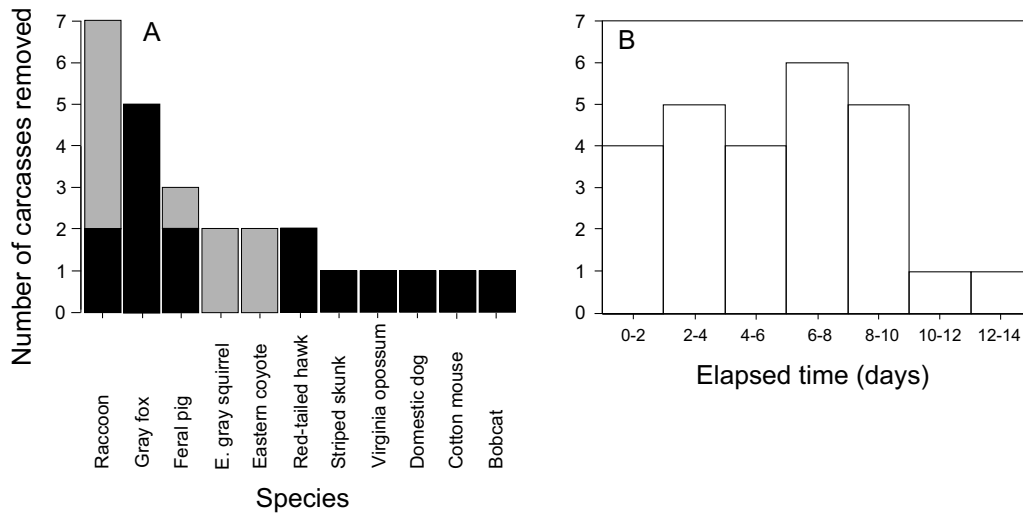 A
Number of carcasses removed
7
6
5
4
3
2
1
0
Raccoon
Gray fox
Feral pig
E. gray squirrel
Eastern coyote
Red-tailed hawk
Striped skunk
Virginia opossum
Domestic dog
Cotton mouse
Bobcat
Species
B
7
6
5
4
3
2
1
0
0-2 2-4 4-6 6-8 8-10 10-12 12-14
Elapsed time (days)